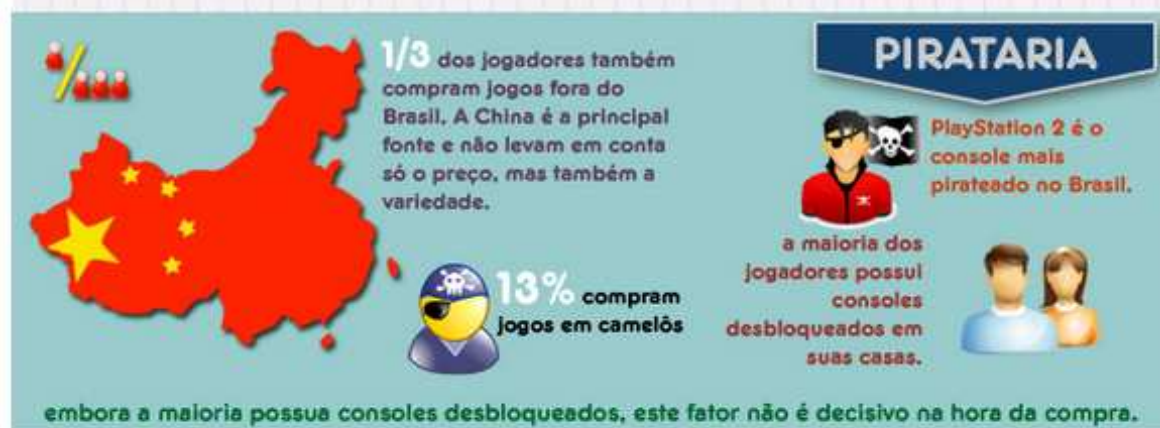 1/3 dos jogadores também
compram jogos fora do
Brasil. A China é a principal
fonte e não levam em conta
só o preço, mas também a
variedade.
13% compram
jogos em camelôs
PIRATARIA
PlayStation 2 é o
console mais
pirateado no Brasil.
a maioria dos
jogadores possui
consoles
desbloqueados em
suas casas.
embora a maioria possua consoles desbloqueados, este fator não é decisivo na hora da compra.